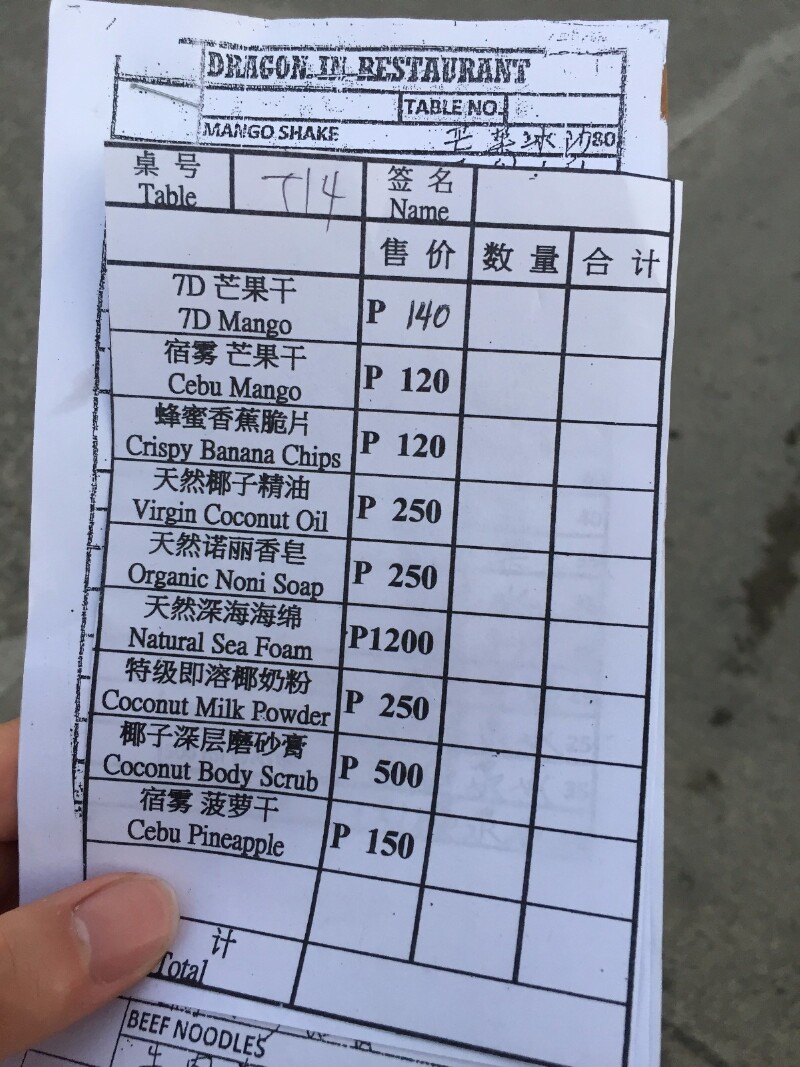 DRAGON IN RESTAURANT
TABLE NO.
MANGO SHAKE 芒菓冰沙 80
桌号 T14 签名
Table Name
售价 数量 合计
7D 芒果干
7D Mango P 140
宿雾 芒果干
Cebu Mango P 120
蜂蜜香蕉脆片
Crispy Banana Chips P 120
天然椰子精油
Virgin Coconut Oil P 250
天然诺丽香皂
Organic Noni Soap P 250
天然深海海绵
Natural Sea Foam P1200
特级即溶椰奶粉
Coconut Milk Powder P 250
椰子深层磨砂膏
Coconut Body Scrub P 500
宿雾 菠萝干
Cebu Pineapple P 150
计
Total
BEEF NOODLES